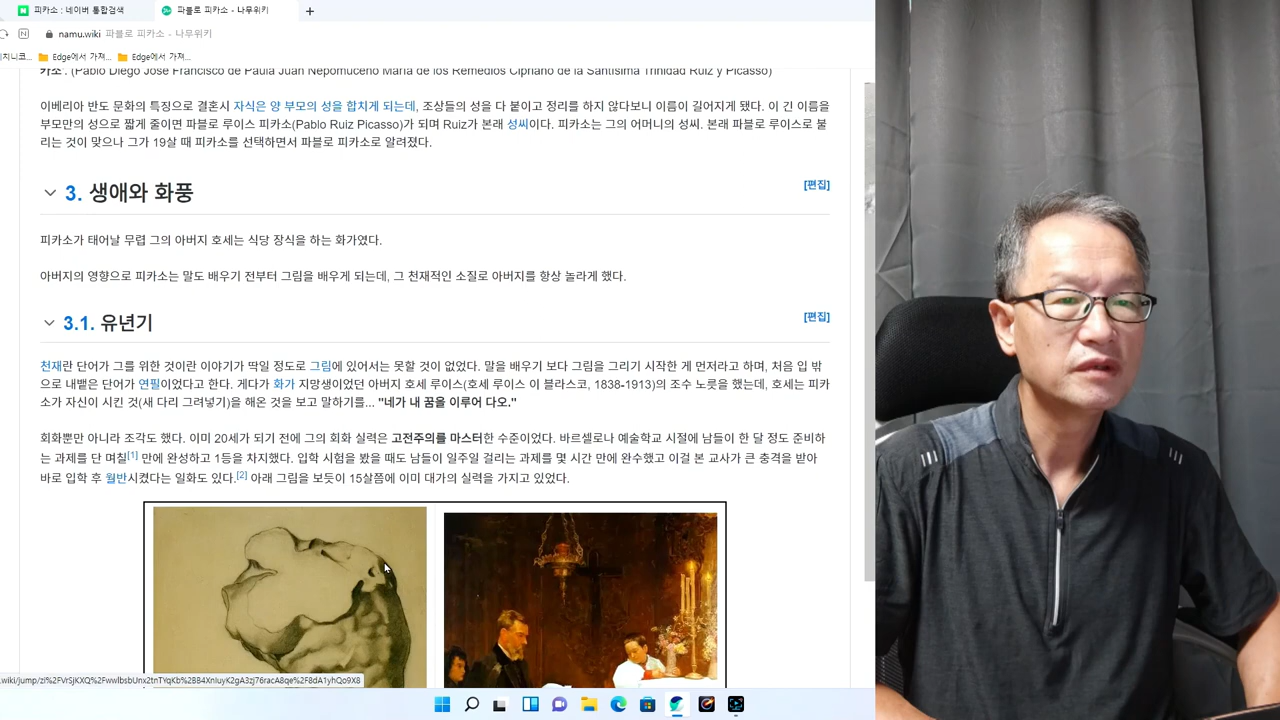 피카소 : 네이버 통합검색
파블로 피카소 - 나무위키
namu.wiki 파블로 피카소 - 나무위키
Edge에서 가져... Edge에서 가져...
카소 . (Pablo Diego José Francisco de Paula Juan Nepomuceno María de los Remedios Cipriano de la Santísima Trinidad Ruiz y Picasso)
이베리아 반도 문화의 특징으로 결혼시 자식은 양 부모의 성을 합치게 되는데, 조상들의 성을 다 붙이고 정리를 하지 않다보니 이름이 길어지게 됐다. 이 긴 이름을
부모만의 성으로 짧게 줄이면 파블로 루이스 피카소(Pablo Ruiz Picasso)가 되며 Ruiz가 본래 성씨이다. 피카소는 그의 어머니의 성씨. 본래 파블로 루이스로 불
리는 것이 맞으나 그가 19살 때 피카소를 선택하면서 파블로 피카소로 알려졌다.
3. 생애와 화풍
[편집]
피카소가 태어날 무렵 그의 아버지 호세는 식당 장식을 하는 화가였다.
아버지의 영향으로 피카소는 말도 배우기 전부터 그림을 배우게 되는데, 그 천재적인 소질로 아버지를 항상 놀라게 했다.
3.1. 유년기
[편집]
천재란 단어가 그를 위한 것이란 이야기가 딱일 정도로 그림에 있어서는 못할 것이 없었다. 말을 배우기 보다 그림을 그리기 시작한 게 먼저라고 하며, 처음 입 밖
으로 내뱉은 단어가 연필이었다고 한다. 게다가 화가 지망생이었던 아버지 호세 루이스(호세 루이스 이 블라스코, 1838-1913)의 조수 노릇을 했는데, 호세는 피카
소가 자신이 시킨 것(새 다리 그려넣기)을 해온 것을 보고 말하기를... "네가 내 꿈을 이루어 다오."
회화뿐만 아니라 조각도 했다. 이미 20세가 되기 전에 그의 회화 실력은 고전주의를 마스터한 수준이었다. 바르셀로나 예술학교 시절에 남들이 한 달 정도 준비하
는 과제를 단 며칠[1] 만에 완성하고 1등을 차지했다. 입학 시험을 봤을 때도 남들이 일주일 걸리는 과제를 몇 시간 만에 완수했고 이걸 본 교사가 큰 충격을 받아
바로 입학 후 월반시켰다는 일화도 있다.[2] 아래 그림을 보듯이 15살쯤에 이미 대가의 실력을 가지고 있었다.